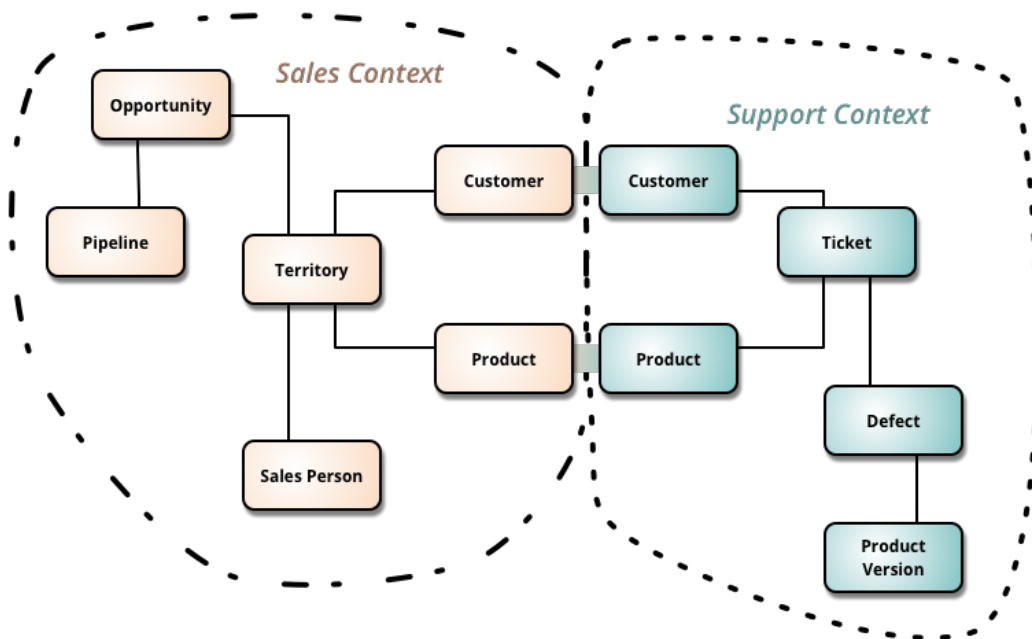 Sales Context
Opportunity
Support Context
Customer
Customer
Pipeline
Ticket
Territory
Product
Product
Defect
Sales Person
Product
Version